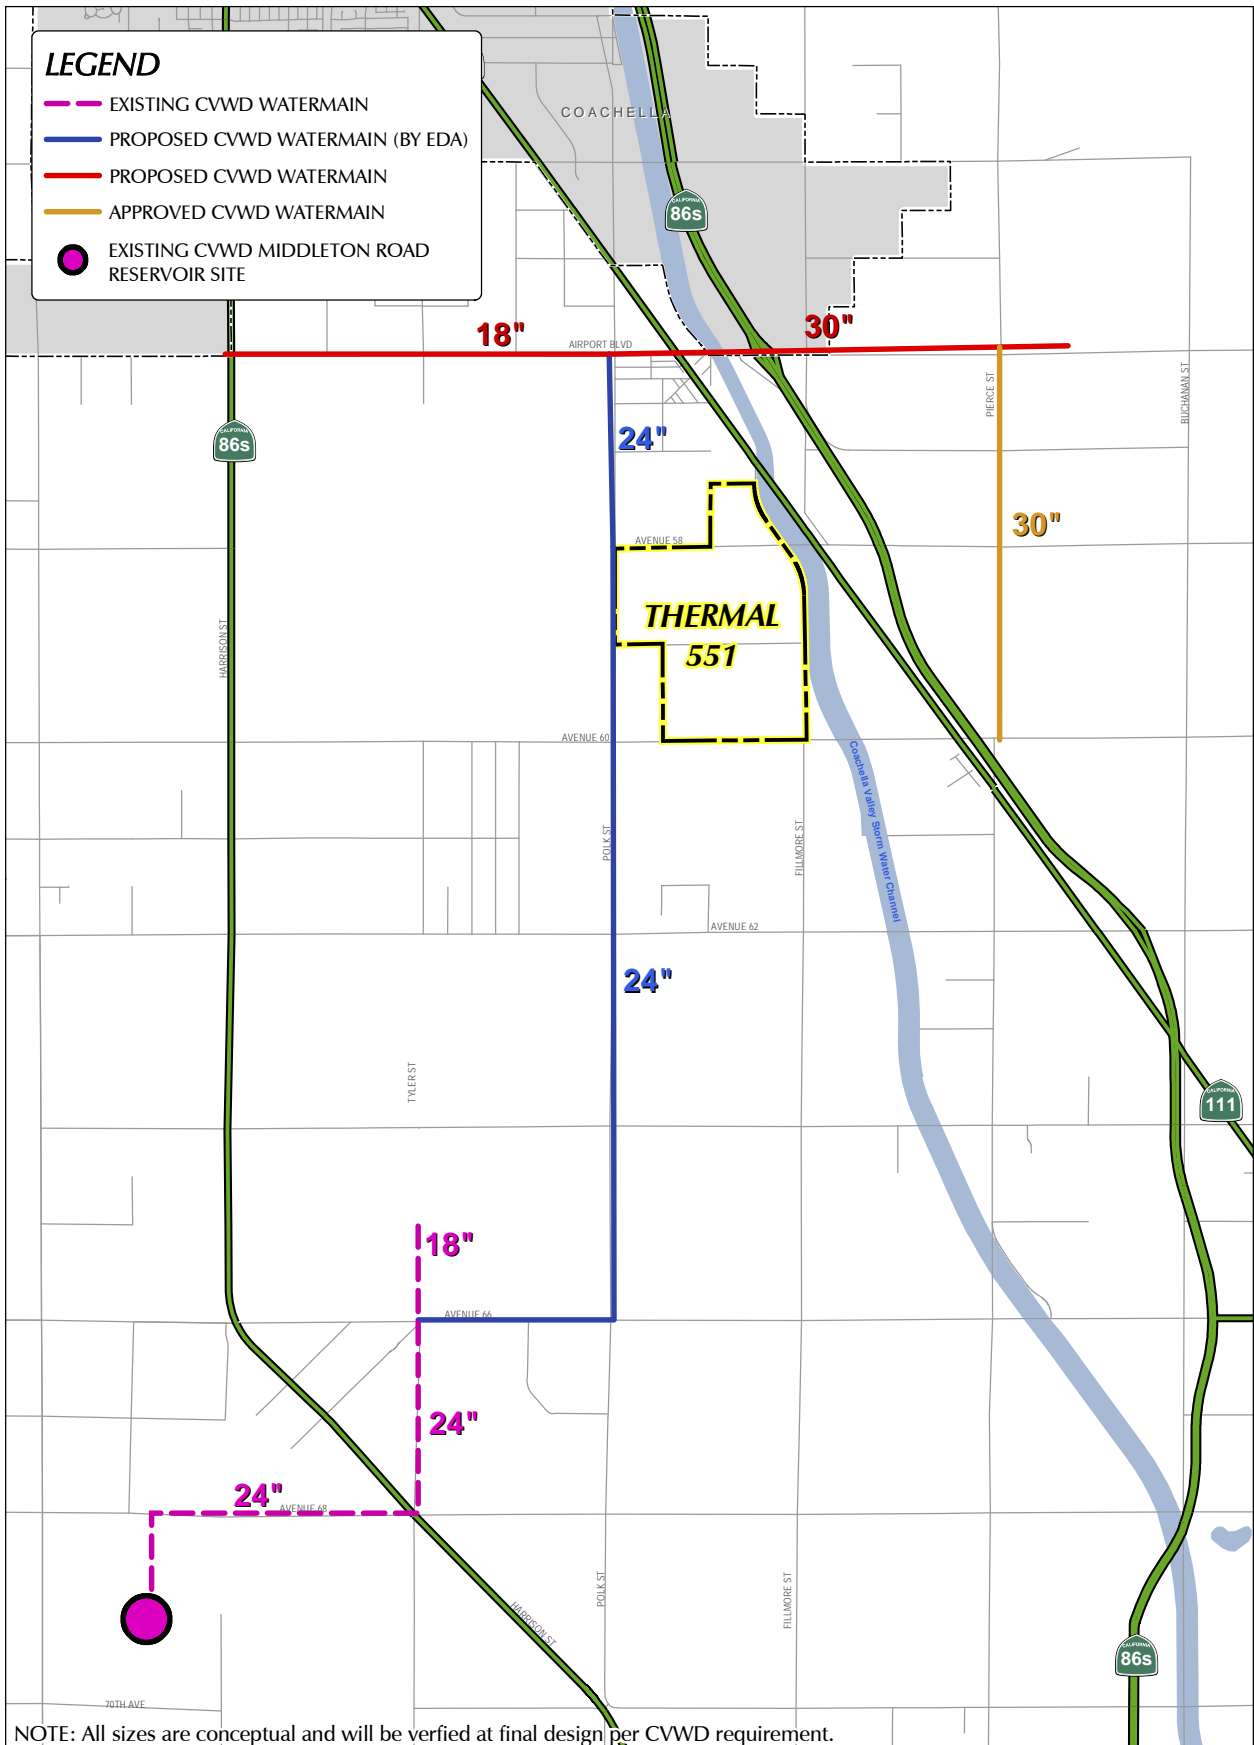 LEGEND
EXISTING CVWD WATERMAIN
PROPOSED CVWD WATERMAIN (BY EDA)
PROPOSED CVWD WATERMAIN
APPROVED CVWD WATERMAIN
EXISTING CVWD MIDDLETON ROAD
RESERVOIR SITE
COACHELLA
CALIFORNIA
86s
18"
30"
AIRPORT BLVD
PIERCE ST
BUCHANAN ST
CALIFORNIA
86s
24"
30"
AVENUE 58
THERMAL
551
HARRISON ST
AVENUE 60
Coachella Valley Storm Water Channel
POLK ST
FILLMORE ST
AVENUE 62
24"
TYLER ST
CALIFORNIA
111
18"
AVENUE 66
24"
24"
AVENUE 68
POLK ST
FILLMORE ST
HARRISON ST
CALIFORNIA
86s
70TH AVE
NOTE: All sizes are conceptual and will be verfied at final design per CVWD requirement.